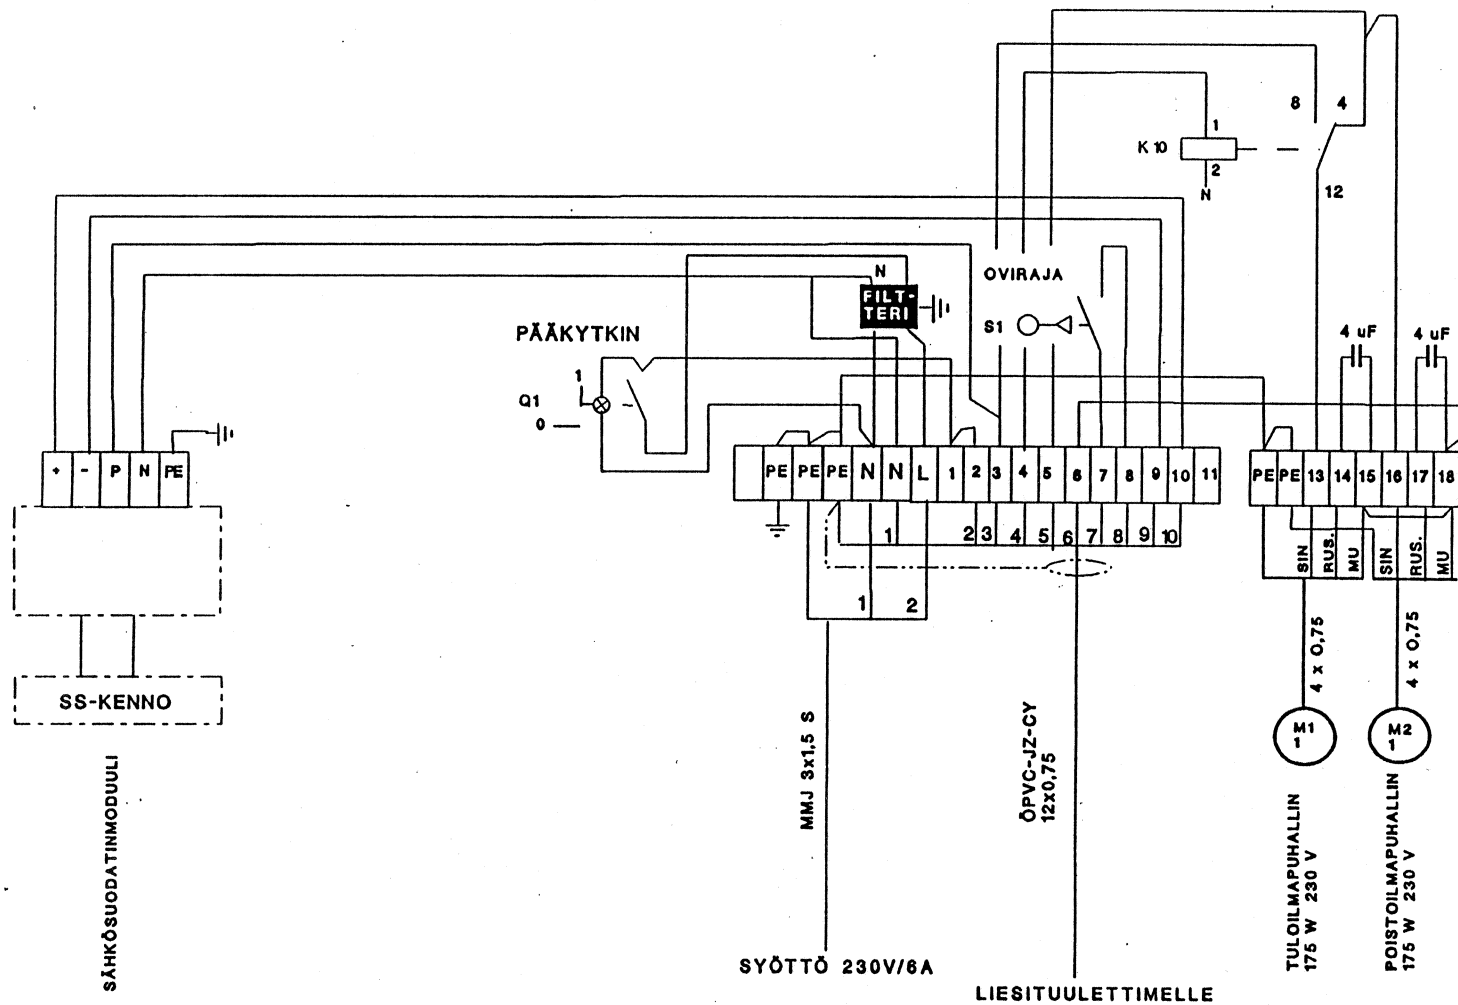 8 4
1
K 10
2
N
12
N
OVIRAJA
FILT-
TERI
S1
PÄÄKYTKIN
4 uF 4 uF
1
Q1
0
+ - P N PE
PE PE PE N N L 1 2 3 4 5 6 7 8 9 10 11
PE PE 13 14 15 16 17 18
1 2 3 4 5 6 7 8 9 10
SIN RUS. MU SIN RUS. MU
1 2
4 x 0,75
4 x 0,75
SS-KENNO
M1
1
M2
1
SÄHKÖSUODATINMODUULI
MMJ 3x1,5 S
ÖPVC-JZ-CY
12x0,75
TULOILMAPUHALLIN
175 W 230 V
POISTOILMAPUHALLIN
175 W 230 V
SYÖTTÖ 230V/6A
LIESITUULETTIMELLE